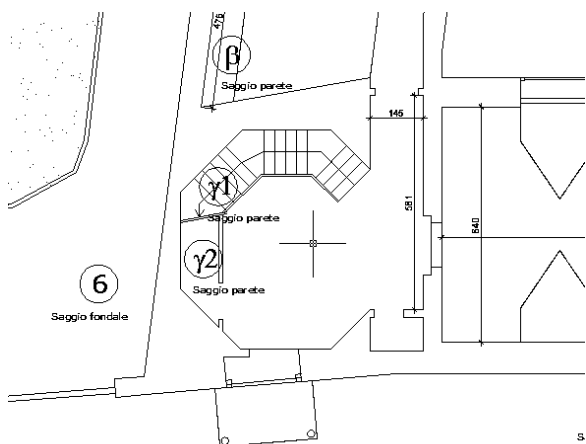 476
β
Saggio parete
145
γ1
Saggio parete
581
640
γ2
Saggio parete
6
Saggio fondale
S